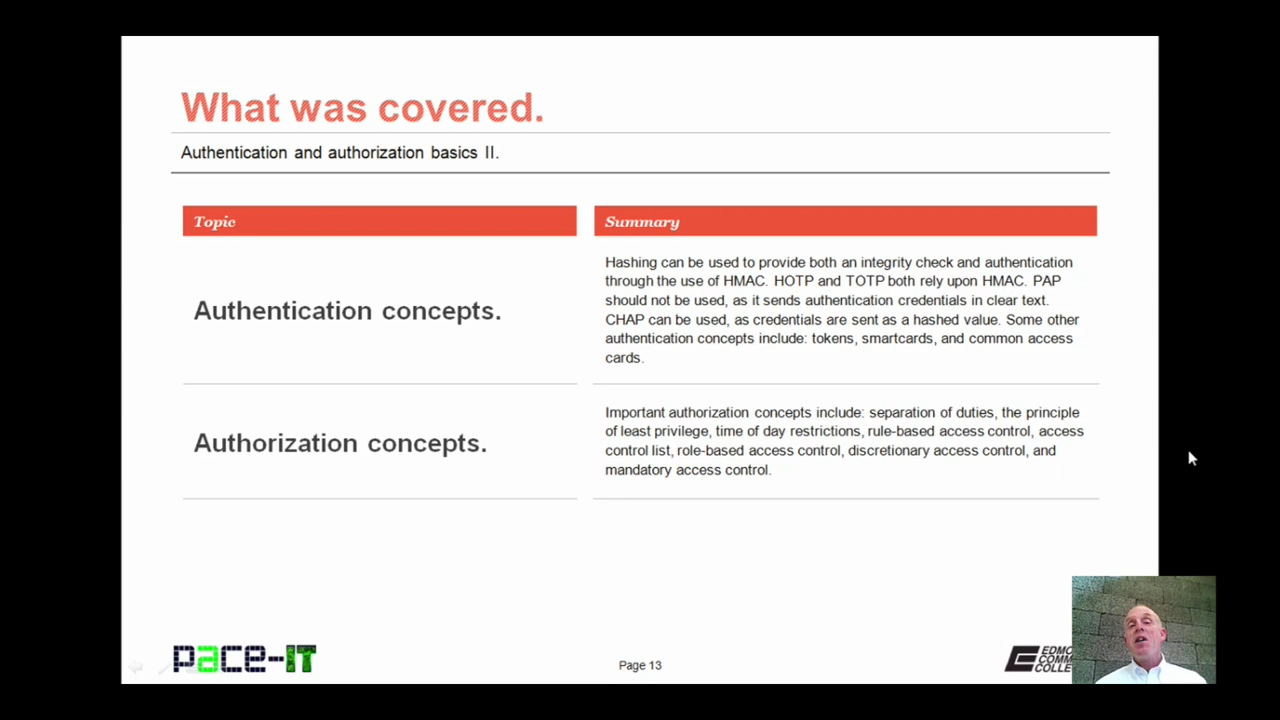 What was covered.
Authentication and authorization basics II.
Topic
Summary
Authentication concepts.
Hashing can be used to provide both an integrity check and authentication
through the use of HMAC. HOTP and TOTP both rely upon HMAC. PAP
should not be used, as it sends authentication credentials in clear text.
CHAP can be used, as credentials are sent as a hashed value. Some other
authentication concepts include: tokens, smartcards, and common access
cards.
Authorization concepts.
Important authorization concepts include: separation of duties, the principle
of least privilege, time of day restrictions, rule-based access control, access
control list, role-based access control, discretionary access control, and
mandatory access control.
pace-IT
Page 13
EDMO
COMM
COLLE